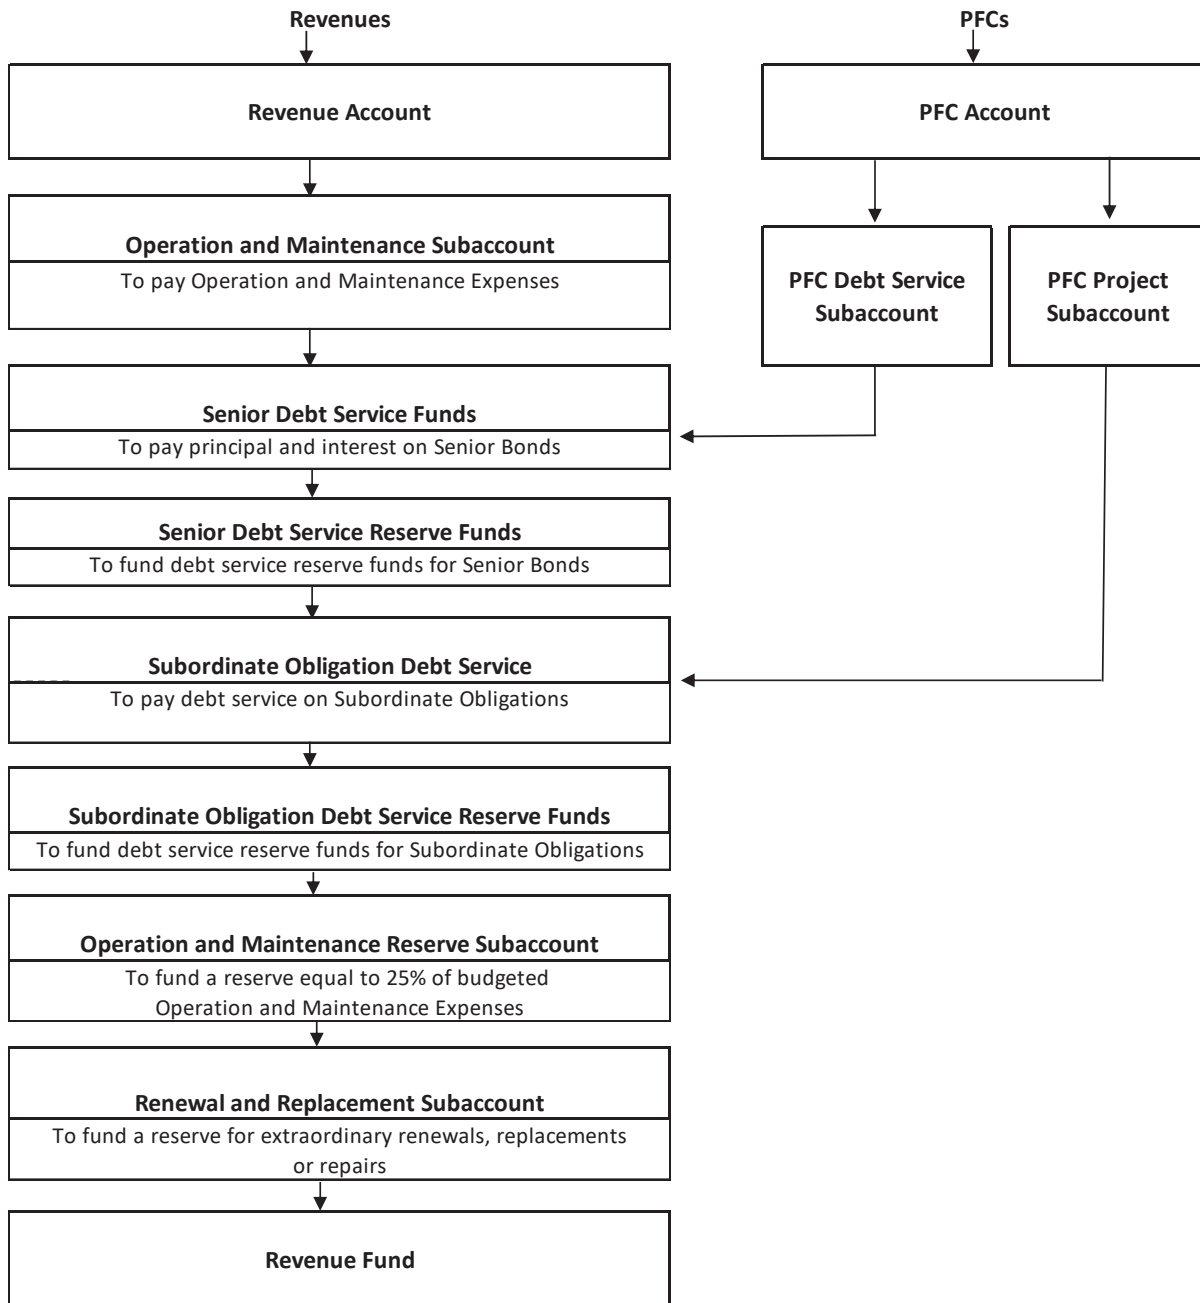 Revenues
PFCs
Revenue Account
PFC Account
Operation and Maintenance Subaccount
To pay Operation and Maintenance Expenses
PFC Debt Service
Subaccount
PFC Project
Subaccount
Senior Debt Service Funds
To pay principal and interest on Senior Bonds
Senior Debt Service Reserve Funds
To fund debt service reserve funds for Senior Bonds
Subordinate Obligation Debt Service
To pay debt service on Subordinate Obligations
Subordinate Obligation Debt Service Reserve Funds
To fund debt service reserve funds for Subordinate Obligations
Operation and Maintenance Reserve Subaccount
To fund a reserve equal to 25% of budgeted
Operation and Maintenance Expenses
Renewal and Replacement Subaccount
To fund a reserve for extraordinary renewals, replacements
or repairs
Revenue Fund